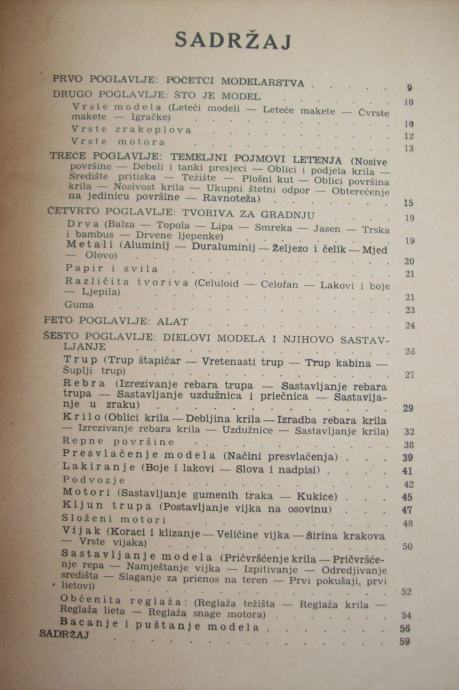 SADRŽAJ
PRVO POGLAVLJE: POČETCI MODELARSTVA . . . 9
DRUGO POGLAVLJE: ŠTO JE MODEL . . . . 10
Vrste modela (Leteći modeli — Leteće makete — Čvrste
makete — Igračke) . . . . . 10
Vrste zrakoplova . . . . . 12
Vrste motora . . . . . 13
TREĆE POGLAVLJE: TEMELJNI POJMOVI LETENJA (Nosive
površine — Debeli i tanki presjeci — Oblici i podjela krila —
Središte pritiska — Težište — Plošni kut — Oblici površina
krila — Nosivost krila — Ukupni štetni odpor — Obterećenje
na jedinicu površine — Ravnoteža) . . . . 15
ČETVRTO POGLAVLJE: TVORIVA ZA GRADNJU . . . 19
Drva (Balza — Topola — Lipa — Smreka — Jasen — Trska
i bambus — Drvene ljepenke) . . . . 19
Metali (Aluminij — Duraluminij — Željezo i čelik — Mjed
— Olovo) . . . . . 20
Papir i svila . . . . . 21
Različita tvoriva (Celuloid — Celofan — Lakovi i boje
— Ljepila) . . . . . 21
Guma . . . . . 23
PETO POGLAVLJE: ALAT . . . . . 24
ŠESTO POGLAVLJE: DIELOVI MODELA I NJIHOVO SASTAV-
LJANJE . . . . . 26
Trup (Trup štapičar — Vretenasti trup — Trup kabina —
Šuplji trup) . . . . . 27
Rebra (Izrezivanje rebara trupa — Sastavljanje rebara
trupa — Sastavljanje uzdužnica i priečnica — Sastavlja-
nje u zraku) . . . . . 29
Krilo (Oblici krila — Debljina krila — Izradba rebara krila
— Izrezivanje rebara krila — Uzdužnice — Sastavljanje krila) 32
Repne površine . . . . . 38
Presvlačenje modela (Načini presvlačenja) . . . 39
Lakiranje (Boje i lakovi — Slova i nadpisi) . . . 41
Podvozje . . . . . 42
Motori (Sastavljanje gumenih traka — Kukice) . . . 45
Kljun trupa (Postavljanje vijka na osovinu) . . . 47
Složeni motori . . . . . 48
Vijak (Koraci i klizanje — Veličine vijka — Širina krakova
— Vrste vijaka) . . . . . 50
Sastavljanje modela (Pričvršćenje krila — Pričvršće-
nje repa — Namještanje vijka — Izpitivanje — Odredjivanje
središta — Slaganje za prienos na teren — Prvi pokušaji, prvi
lietovi) . . . . . 52
Obćenita reglaža: (Reglaža težišta — Reglaža krila —
Reglaža lieta — Reglaža snage motora) . . . 54
Bacanje i puštanje modela . . . . 56
SADRŽAJ . . . . . 59